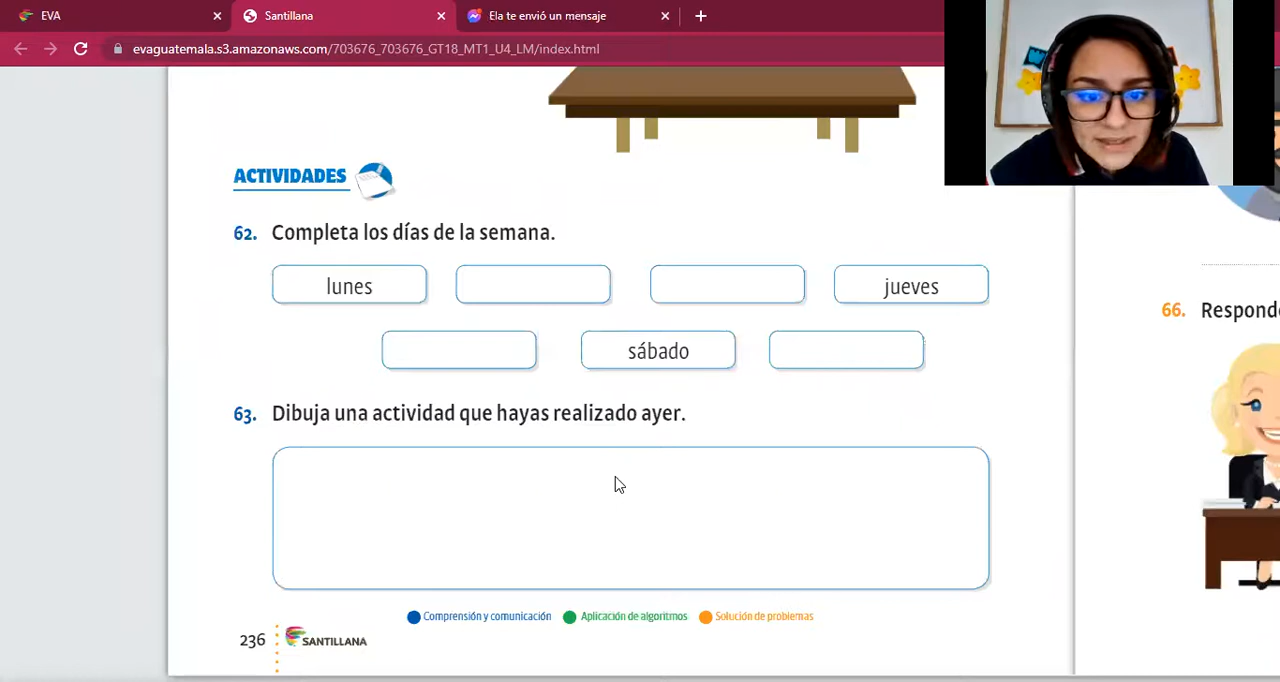 EVA
Santillana
Ela te envió un mensaje
evaguatemala.s3.amazonaws.com/703676_703676_GT18_MT1_U4_LM/index.html
ACTIVIDADES
62. Completa los días de la semana.
lunes
jueves
sábado
63. Dibuja una actividad que hayas realizado ayer.
Comprensión y comunicación
Aplicación de algoritmos
Solución de problemas
236
SANTILLANA
66.